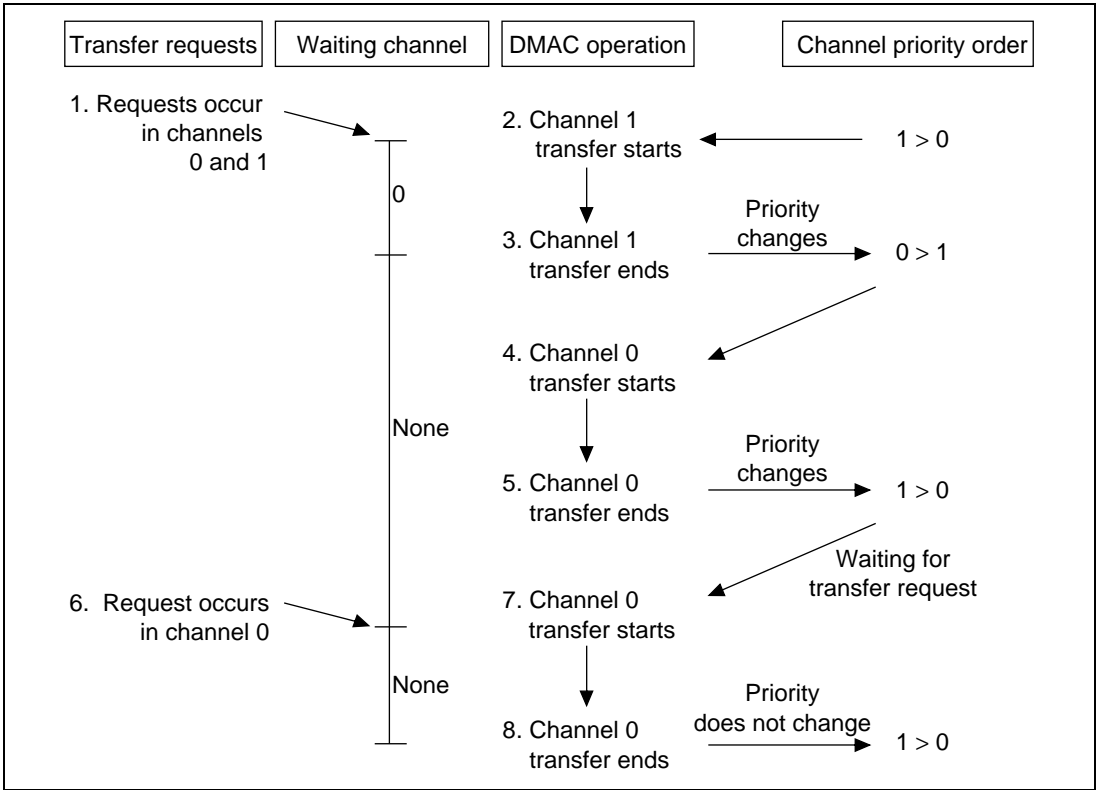 Transfer requests
Waiting channel
DMAC operation
Channel priority order
1. Requests occur
in channels
0 and 1
2. Channel 1
transfer starts
1 > 0
0
3. Channel 1
transfer ends
Priority
changes
0 > 1
4. Channel 0
transfer starts
None
5. Channel 0
transfer ends
Priority
changes
1 > 0
Waiting for
transfer request
6. Request occurs
in channel 0
7. Channel 0
transfer starts
None
8. Channel 0
transfer ends
Priority
does not change
1 > 0